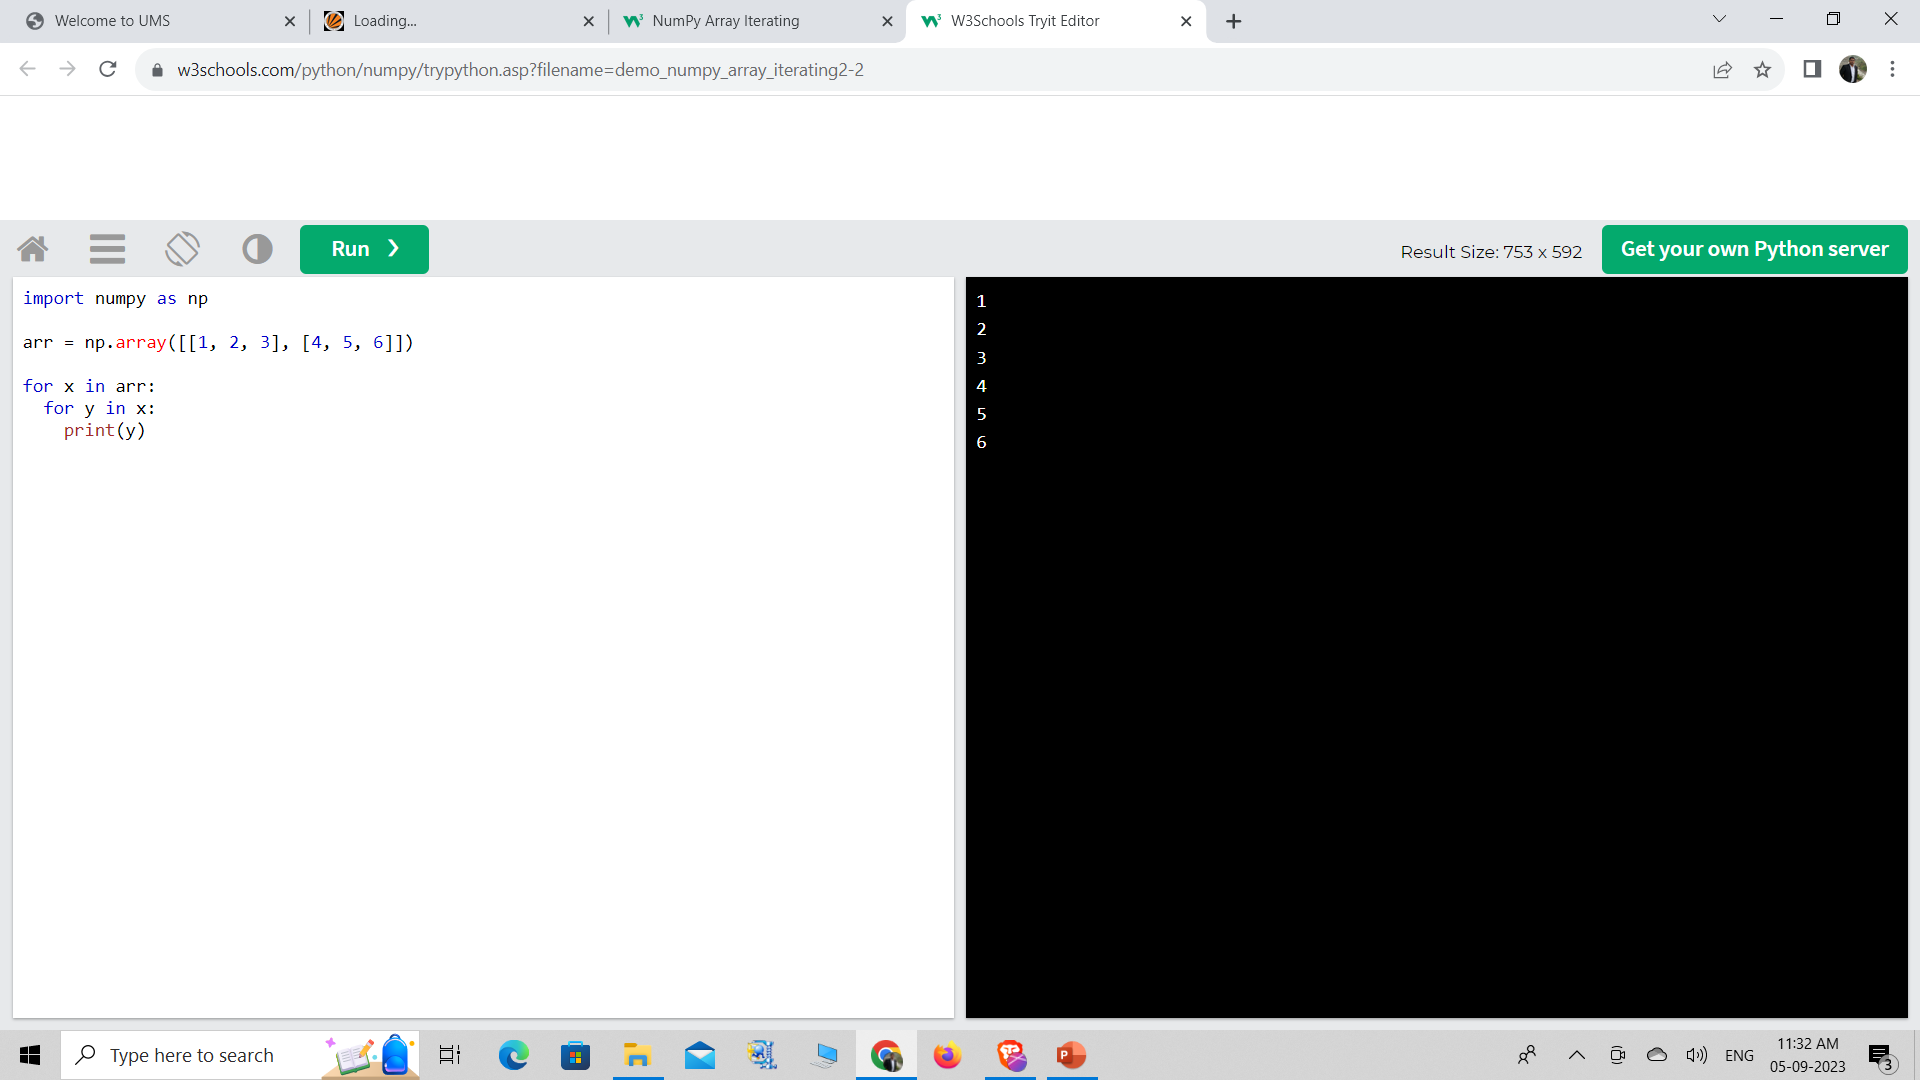 Welcome to UMS
Loading...
NumPy Array Iterating
W3Schools Tryit Editor
w3schools.com/python/numpy/trypython.asp?filename=demo_numpy_array_iterating2-2
Run ❯
Result Size: 753 x 592
Get your own Python server
import numpy as np
arr = np.array([[1, 2, 3], [4, 5, 6]])
for x in arr:
for y in x:
print(y)
1
2
3
4
5
6
Type here to search
ENG
11:32 AM
05-09-2023
3